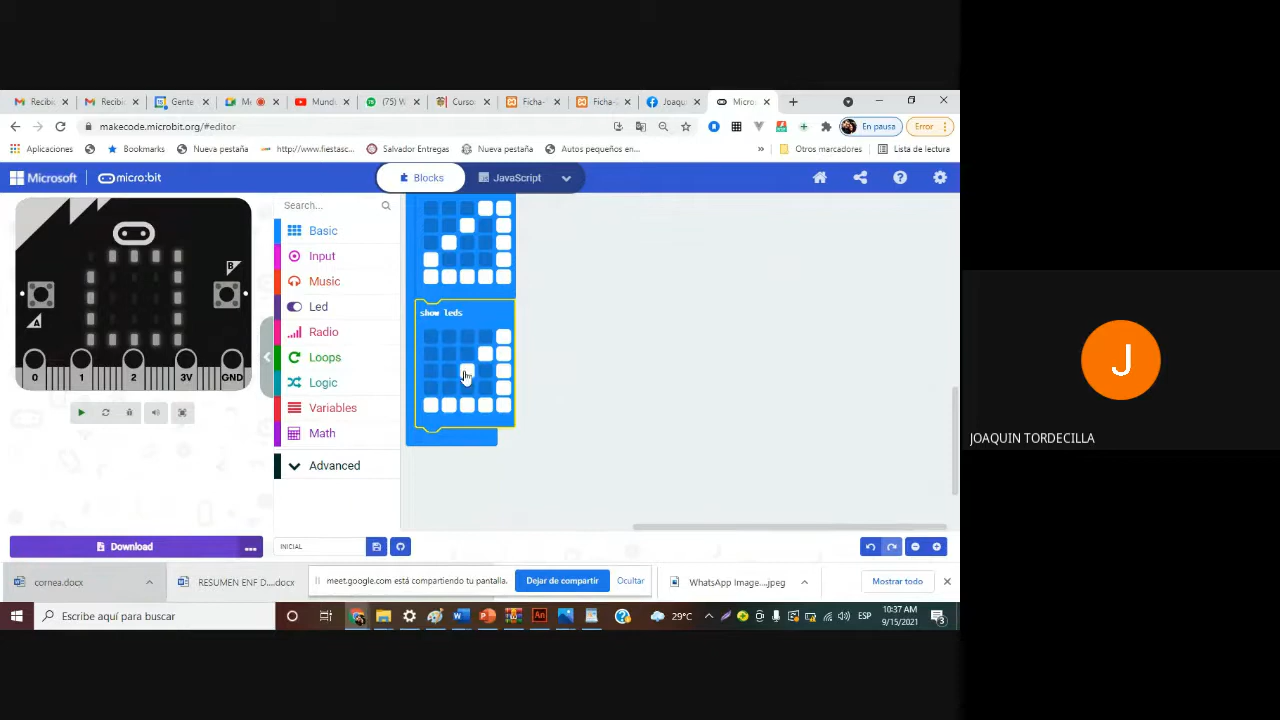 Recibi
Recibi
Gente
Me
Mundi
(75) W
Curso
Ficha-
Ficha-
Joaqu
Micro:
makecode.microbit.org/#editor
En pausa
Error
Aplicaciones
Bookmarks
Nueva pestaña
http://www.fiestasc...
Salvador Entregas
Nueva pestaña
Autos pequeños en...
»
Otros marcadores
Lista de lectura
Microsoft
micro:bit
Blocks
JavaScript
Search...
Basic
Input
Music
Led
Radio
Loops
Logic
Variables
Math
Advanced
A
B
0 1 2 3V GND
show leds
Download
...
INICIAL
cornea.docx
RESUMEN ENF D....docx
meet.google.com está compartiendo tu pantalla.
Dejar de compartir
Ocultar
WhatsApp Image....jpeg
Mostrar todo
Escribe aquí para buscar
29°C
ESP
10:37 AM
9/15/2021
3
J
JOAQUIN TORDECILLA